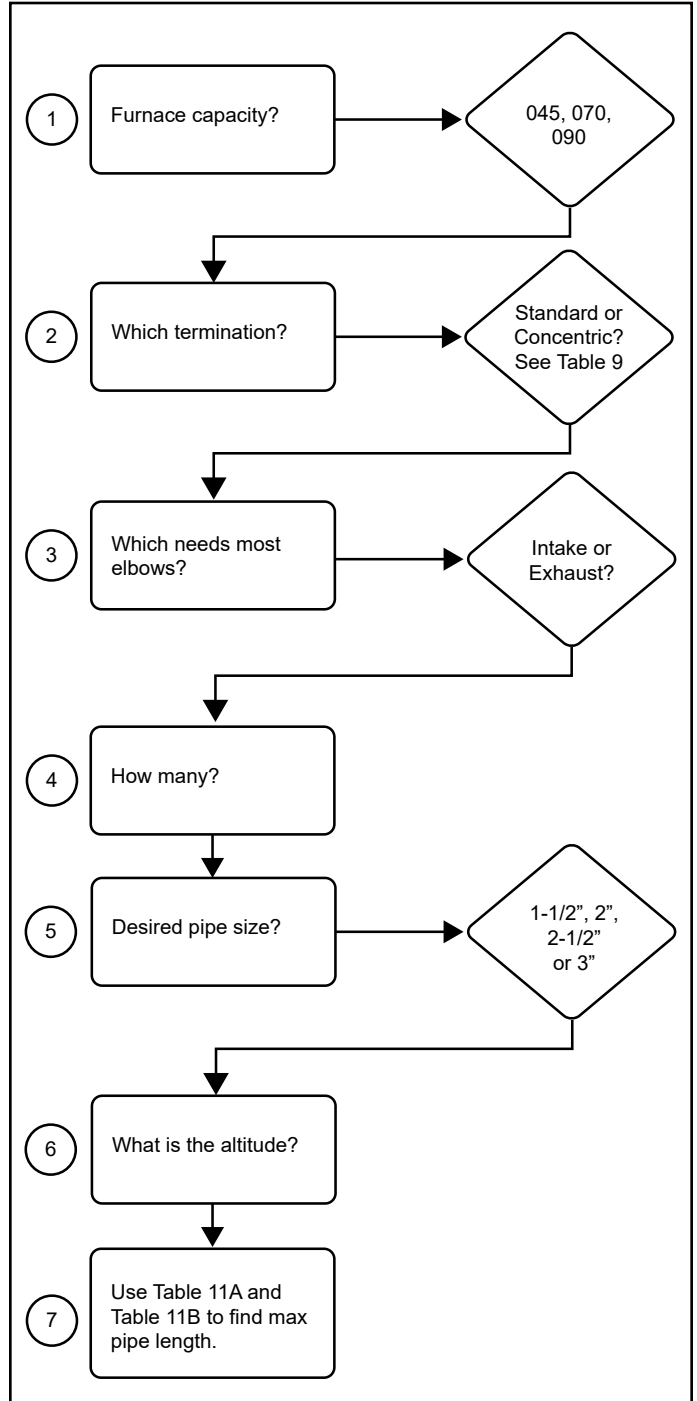 1
Furnace capacity?
045, 070,
090
2
Which termination?
Standard or
Concentric?
See Table 9
3
Which needs most
elbows?
Intake or
Exhaust?
4
How many?
5
Desired pipe size?
1-1/2”, 2”,
2-1/2”
or 3”
6
What is the altitude?
7
Use Table 11A and
Table 11B to find max
pipe length.